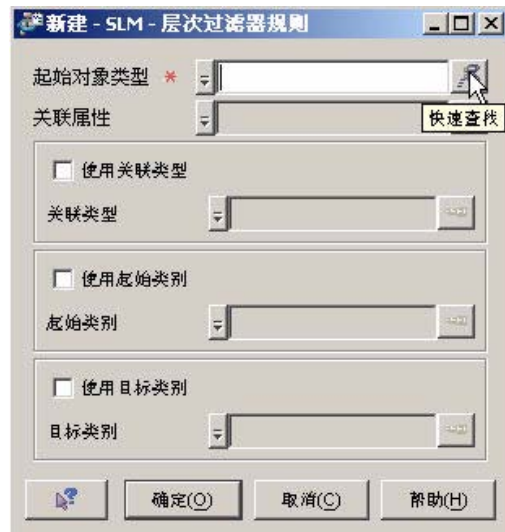 新建 - SLM - 层次过滤器规则
起始对象类型 *
关联属性
快速查找
使用关联类型
关联类型
使用起始类别
起始类别
使用目标类别
目标类别
确定(O)
取消(C)
帮助(H)